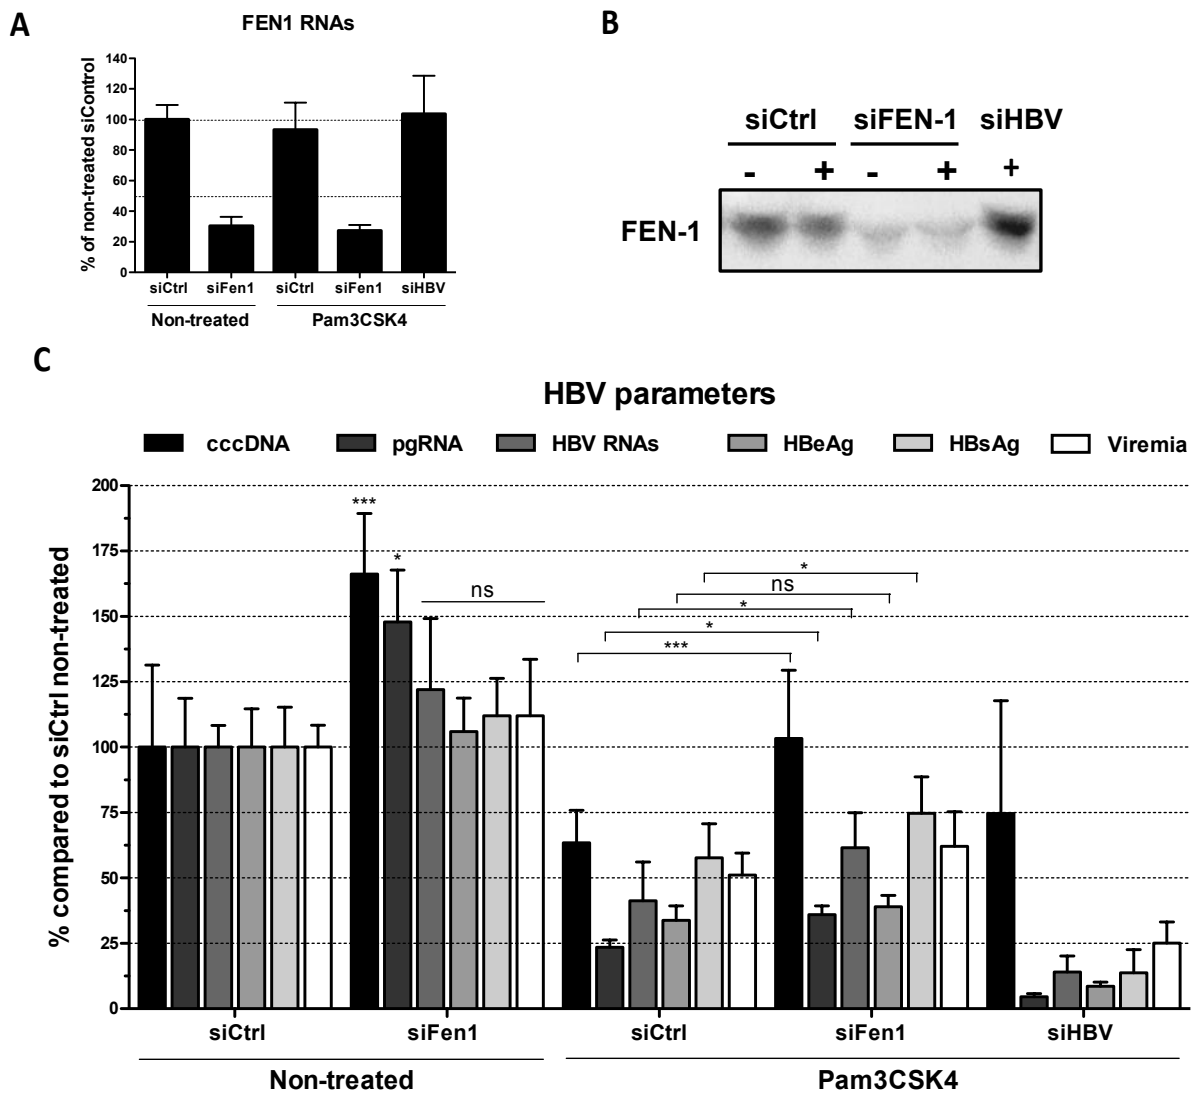 A
FEN1 RNAs
% of non-treated siControl
140
120
100
80
60
40
20
0
siCtrl siFen1 siCtrl siFen1 siHBV
Non-treated Pam3CSK4
B
siCtrl siFEN-1 siHBV
- + - + +
FEN-1
C
HBV parameters
cccDNA pgRNA HBV RNAs HBeAg HBsAg Viremia
% compared to siCtrl non-treated
200
175
150
125
100
75
50
25
0
***
*
ns
*
ns
*
*
***
siCtrl siFen1 siCtrl siFen1 siHBV
Non-treated Pam3CSK4